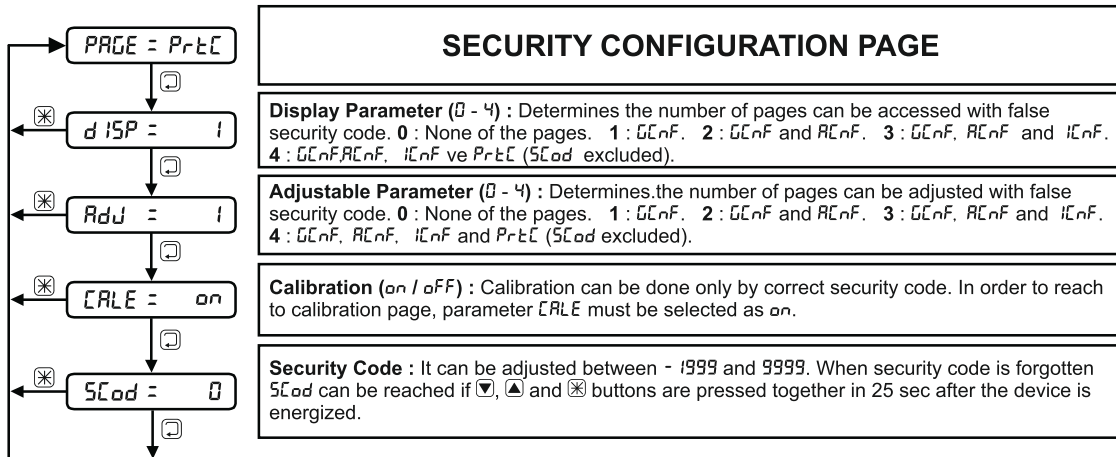 PAGE = PrtC
SECURITY CONFIGURATION PAGE
dISP = 1
Display Parameter (0 - 4) : Determines the number of pages can be accessed with false
security code. 0 : None of the pages. 1 : GCnF. 2 : GCnF and ACnF. 3 : GCnF, ACnF and ICnF.
4 : GCnF,ACnF, ICnF ve PrtC (SCod excluded).
AdJ = 1
Adjustable Parameter (0 - 4) : Determines.the number of pages can be adjusted with false
security code. 0 : None of the pages. 1 : GCnF. 2 : GCnF and ACnF. 3 : GCnF, ACnF and ICnF.
4 : GCnF, ACnF, ICnF and PrtC (SCod excluded).
CALE = on
Calibration (on / oFF) : Calibration can be done only by correct security code. In order to reach
to calibration page, parameter CALE must be selected as on.
SCod = 0
Security Code : It can be adjusted between - 1999 and 9999. When security code is forgotten
SCod can be reached if ▼, ▲ and ✳ buttons are pressed together in 25 sec after the device is
energized.